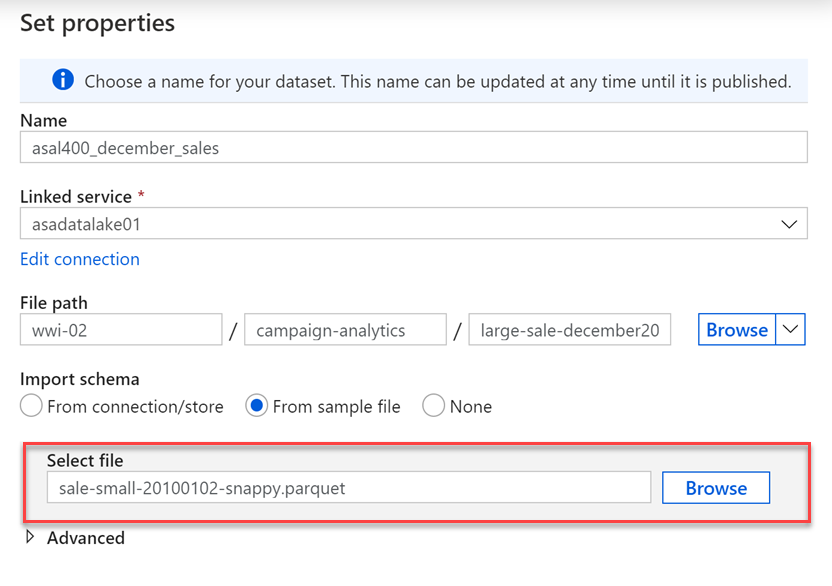 Set properties
Choose a name for your dataset. This name can be updated at any time until it is published.
Name
asal400_december_sales
Linked service *
asadatalake01
Edit connection
File path
wwi-02 / campaign-analytics / large-sale-december20 Browse
Import schema
From connection/store From sample file None
Select file
sale-small-20100102-snappy.parquet Browse
Advanced